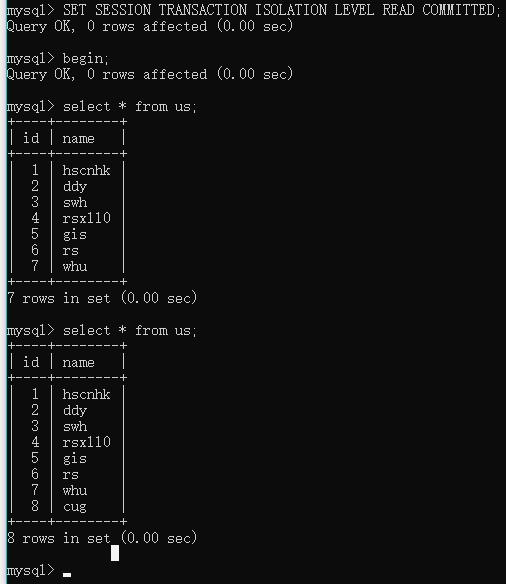 mysql> SET SESSION TRANSACTION ISOLATION LEVEL READ COMMITTED;
Query OK, 0 rows affected (0.00 sec)
mysql> begin;
Query OK, 0 rows affected (0.00 sec)
mysql> select * from us;
+----+--------+
| id | name   |
+----+--------+
|  1 | hscnhk |
|  2 | ddy    |
|  3 | swh    |
|  4 | rsx110 |
|  5 | gis    |
|  6 | rs     |
|  7 | whu    |
+----+--------+
7 rows in set (0.00 sec)
mysql> select * from us;
+----+--------+
| id | name   |
+----+--------+
|  1 | hscnhk |
|  2 | ddy    |
|  3 | swh    |
|  4 | rsx110 |
|  5 | gis    |
|  6 | rs     |
|  7 | whu    |
|  8 | cug    |
+----+--------+
8 rows in set (0.00 sec)
mysql>